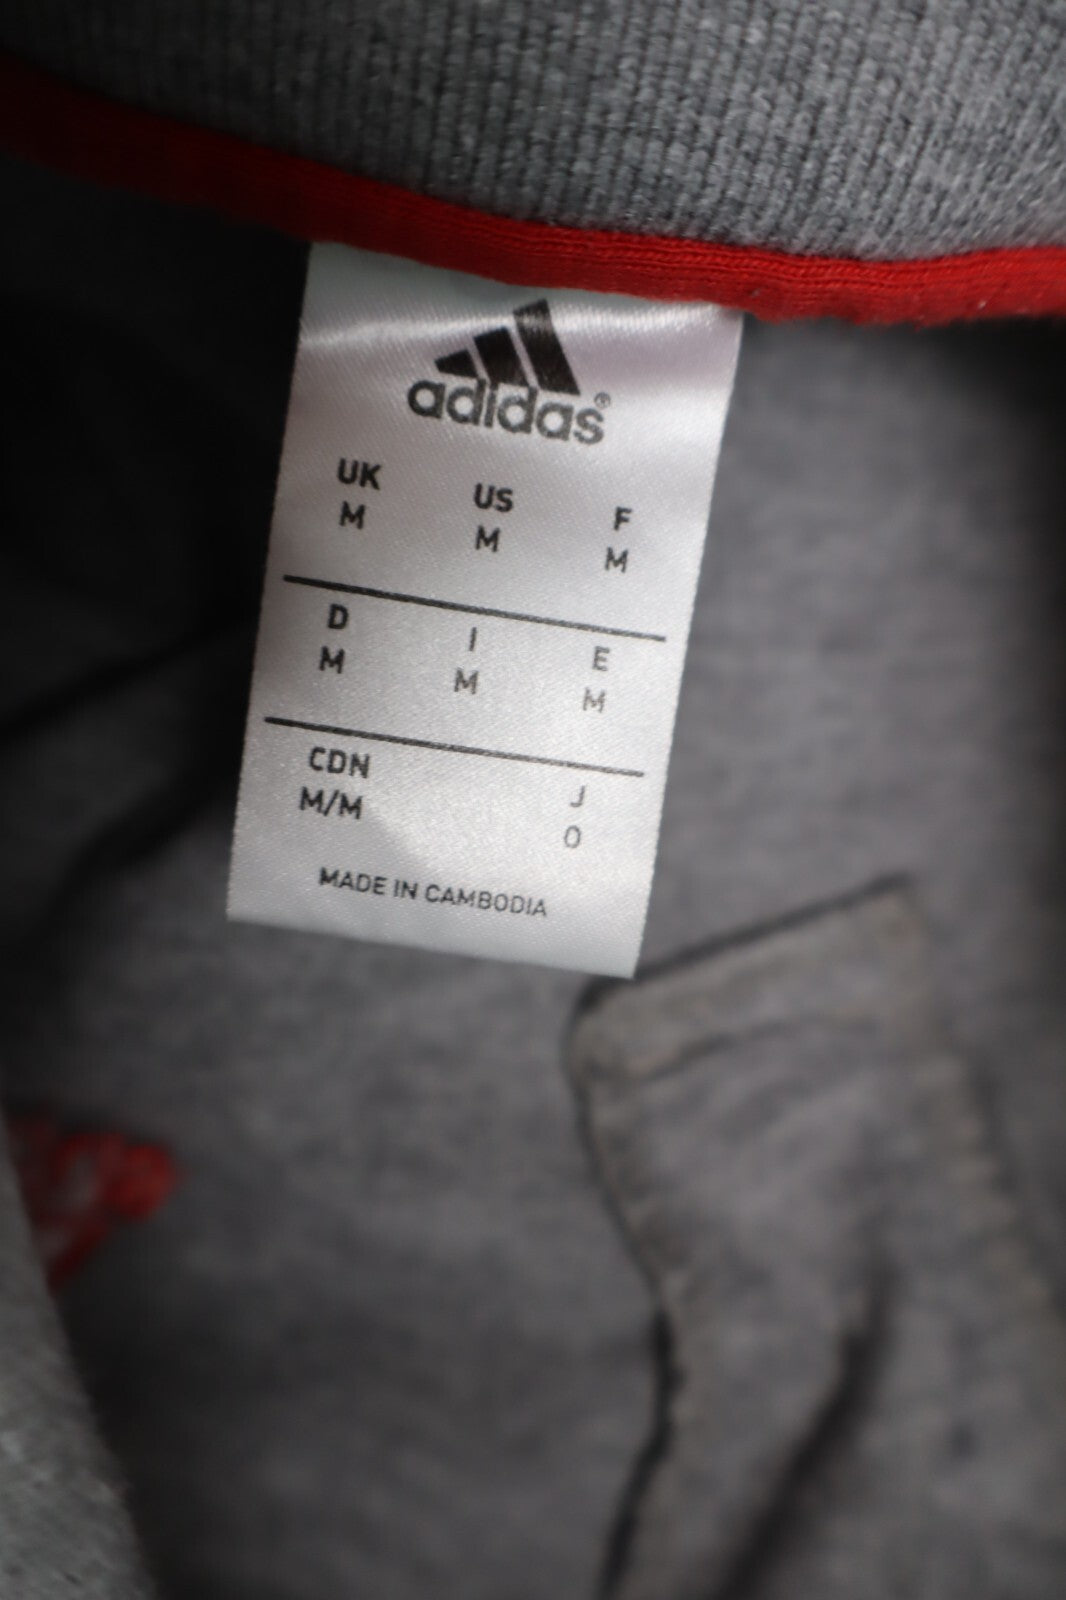 adidas®
UK US F
M M M
D I E
M M M
CDN J
M/M O
MADE IN CAMBODIA